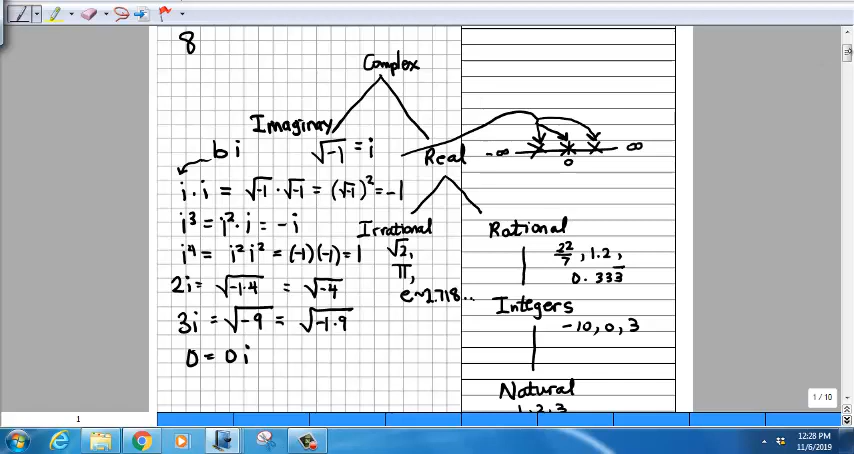 8
Complex
Imaginary
√-1 = i
bi
Real
-∞
0
∞
i·i = √-1 · √-1 = (√-1)² = -1
i³ = i²·i = -i
i⁴ = i² i² = (-1)(-1) = 1
2i = √-1·4 = √-4
3i = √-9 = √-1·9
0 = 0i
Irrational
√2,
π,
e~2.718...
Rational
22/7, 1.2,
0.333̅
Integers
-10, 0, 3
Natural
1, 2, 3
1 / 10
1
12:28 PM
11/6/2019